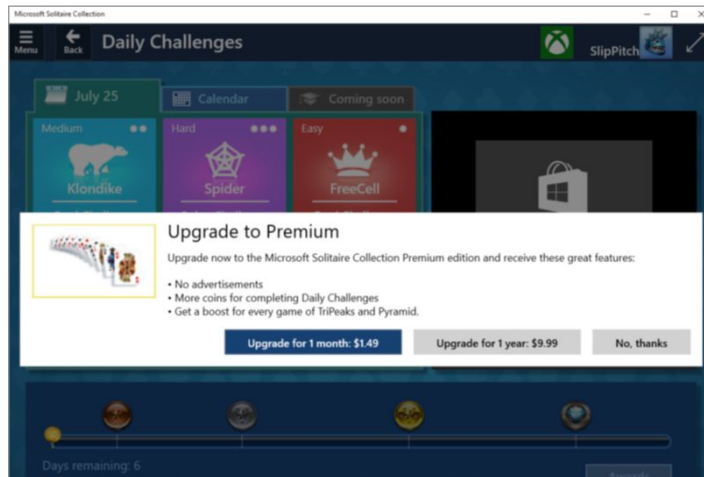 Microsoft Solitaire Collection
Menu
Back
Daily Challenges
SlipPitch
July 25
Calendar
Coming soon
Medium
Hard
Easy
Klondike
Spider
FreeCell
Upgrade to Premium
Upgrade now to the Microsoft Solitaire Collection Premium edition and receive these great features:
• No advertisements
• More coins for completing Daily Challenges
• Get a boost for every game of TriPeaks and Pyramid.
Upgrade for 1 month: $1.49
Upgrade for 1 year: $9.99
No, thanks
Days remaining: 6